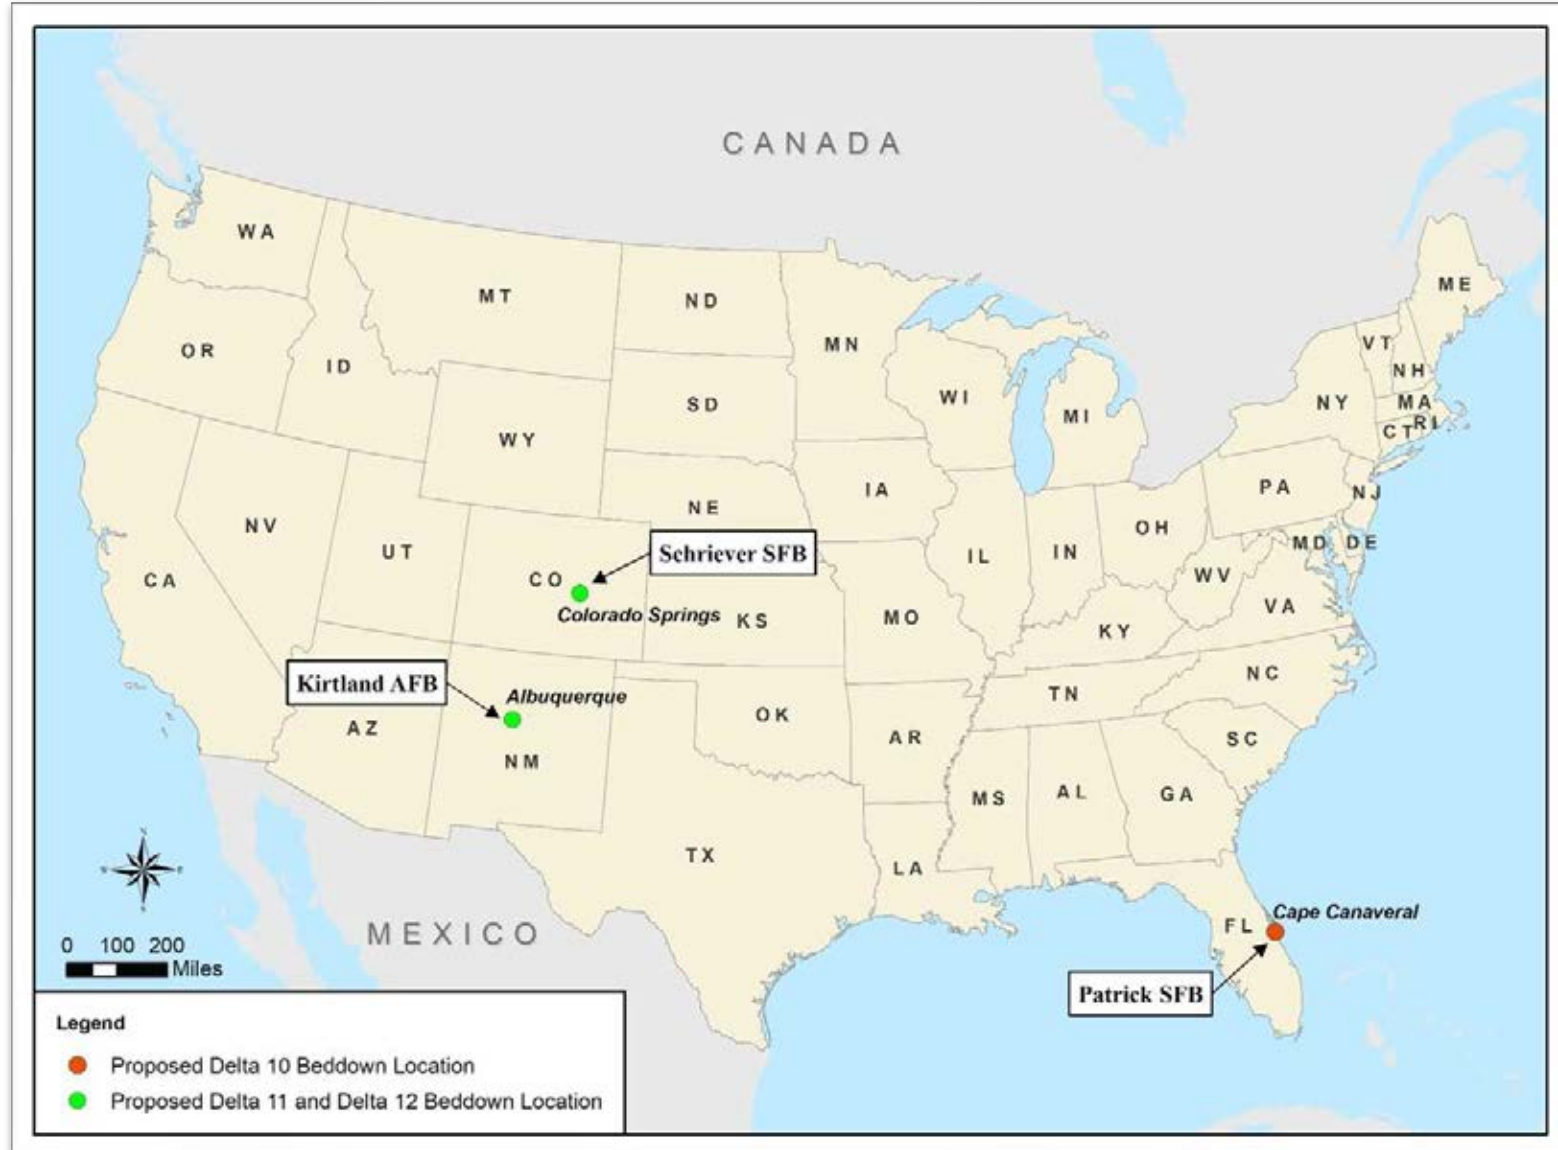 CANADA
WA
MT
ND
MN
ME
OR
ID
VT
NH
WY
SD
WI
MI
NY
MA
CT
RI
NV
UT
NE
IA
PA
NJ
CA
CO
Schriever SFB
Colorado Springs
KS
MO
IL
IN
OH
MD
DE
WV
VA
KY
Kirtland AFB
Albuquerque
AZ
NM
OK
AR
TN
NC
SC
MS
AL
GA
TX
LA
MEXICO
FL
Cape Canaveral
Patrick SFB
N
W
E
S
0 100 200
Miles
Legend
Proposed Delta 10 Beddown Location
Proposed Delta 11 and Delta 12 Beddown Location